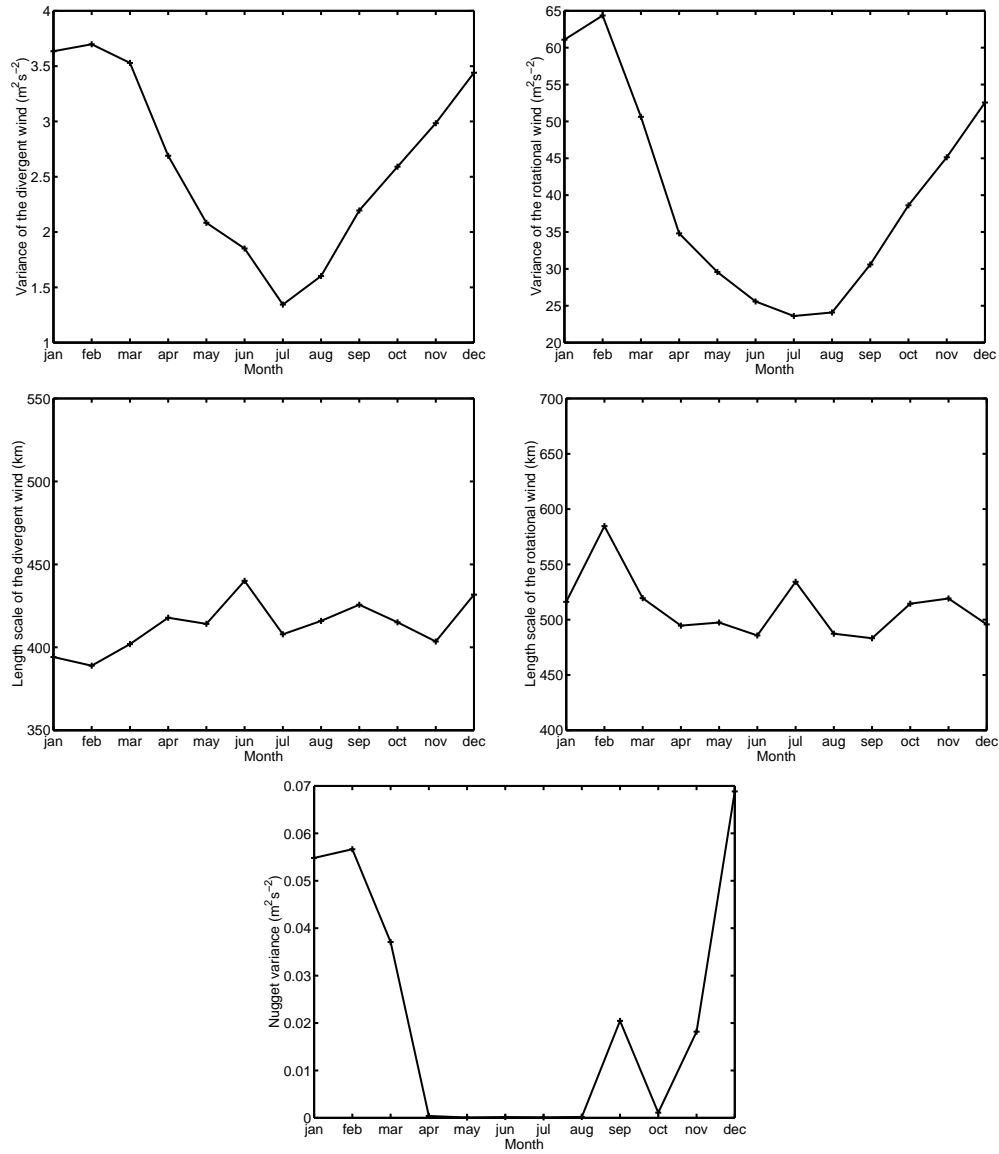 4
3.5
3
2.5
2
1.5
1
Variance of the divergent wind (m²s⁻²)
jan feb mar apr may jun jul aug sep oct nov dec
Month
65
60
55
50
45
40
35
30
25
20
Variance of the rotational wind (m²s⁻²)
jan feb mar apr may jun jul aug sep oct nov dec
Month
550
500
450
400
350
Length scale of the divergent wind (km)
jan feb mar apr may jun jul aug sep oct nov dec
Month
700
650
600
550
500
450
400
Length scale of the rotational wind (km)
jan feb mar apr may jun jul aug sep oct nov dec
Month
0.07
0.06
0.05
0.04
0.03
0.02
0.01
0
Nugget variance (m²s⁻²)
jan feb mar apr may jun jul aug sep oct nov dec
Month